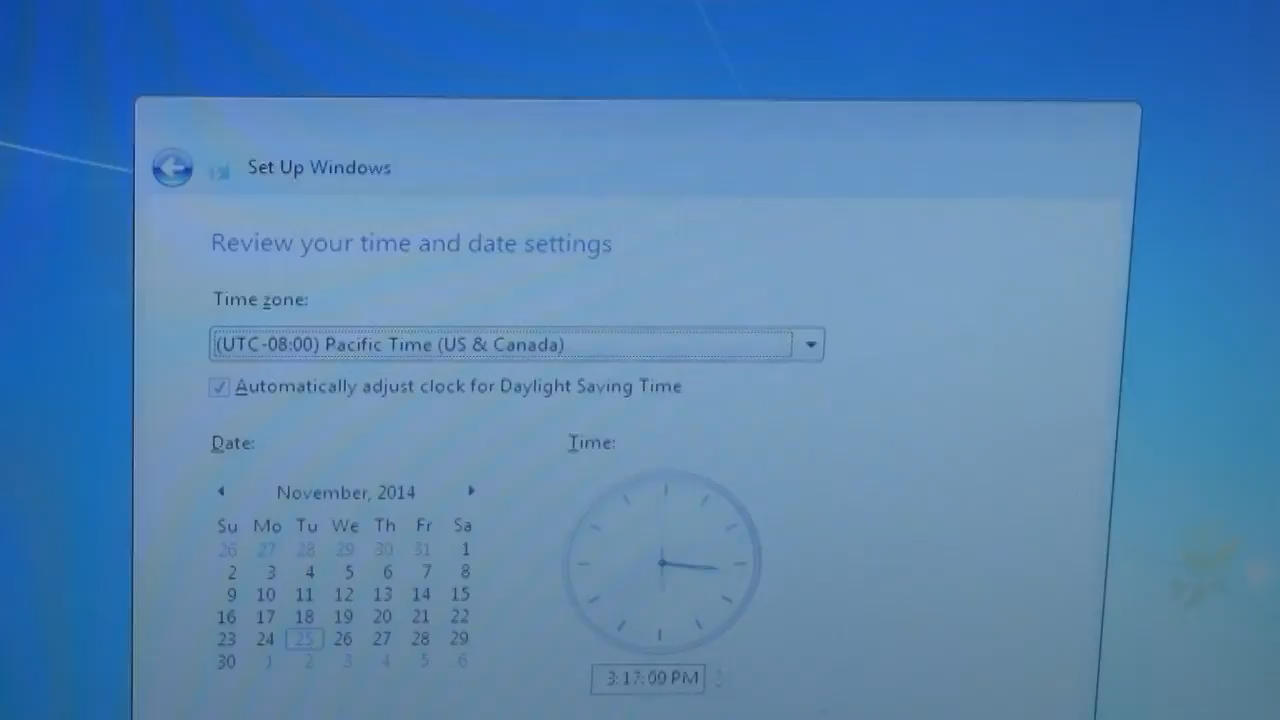 Set Up Windows
Review your time and date settings
Time zone:
(UTC-08:00) Pacific Time (US & Canada)
Automatically adjust clock for Daylight Saving Time
Date:
Time:
November, 2014
Su Mo Tu We Th Fr Sa
26 27 28 29 30 31 1
2 3 4 5 6 7 8
9 10 11 12 13 14 15
16 17 18 19 20 21 22
23 24 25 26 27 28 29
30 1 2 3 4 5 6
3:17:09 PM